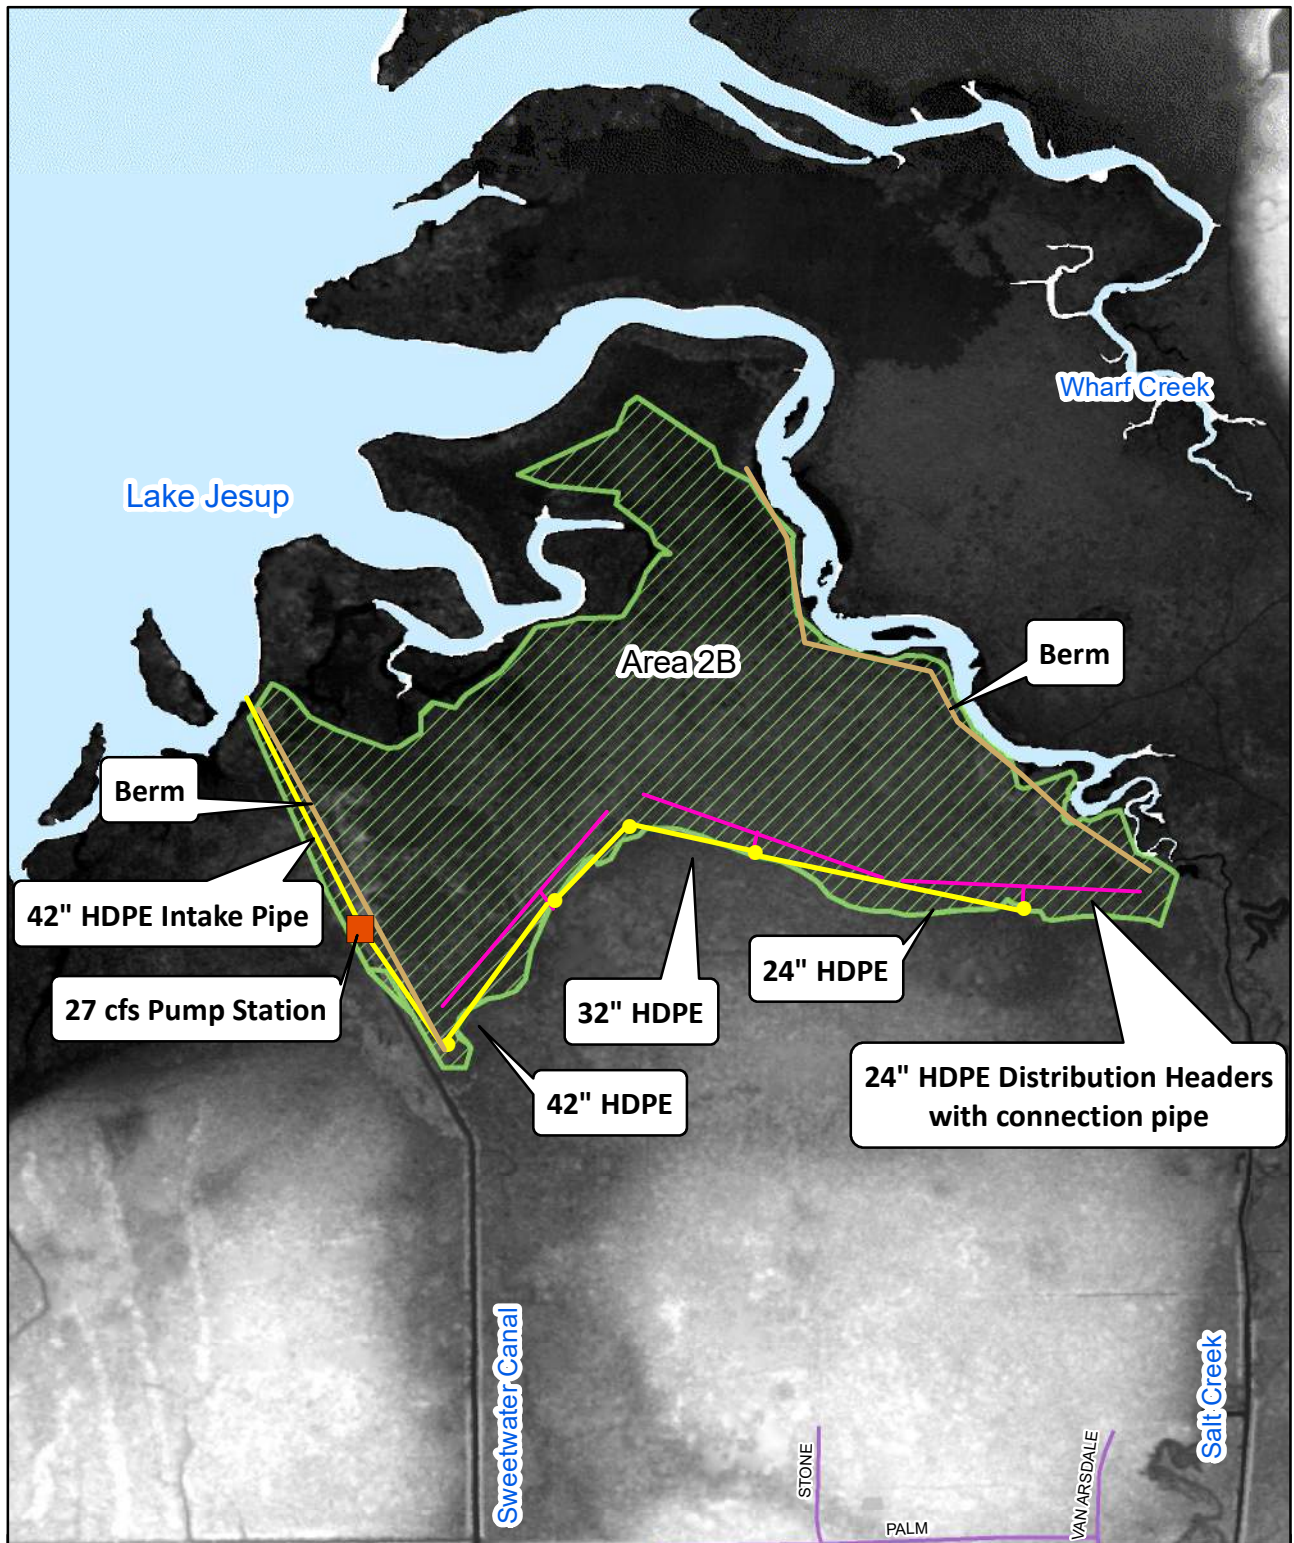 Wharf Creek
Lake Jesup
Berm
Area 2B
Berm
42" HDPE Intake Pipe
24" HDPE
27 cfs Pump Station
32" HDPE
24" HDPE Distribution Headers
with connection pipe
42" HDPE
Sweetwater Canal
Salt Creek
STONE
VAN ARSDALE
PALM